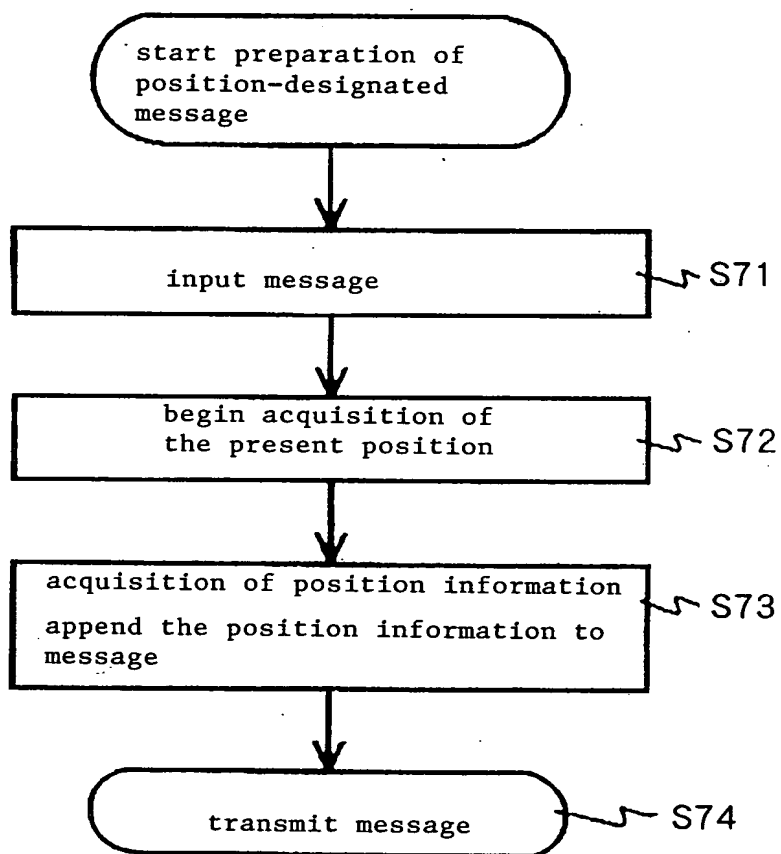 start preparation of
position-designated
message
input message
S71
begin acquisition of
the present position
S72
acquisition of position information
append the position information to
message
S73
transmit message
S74